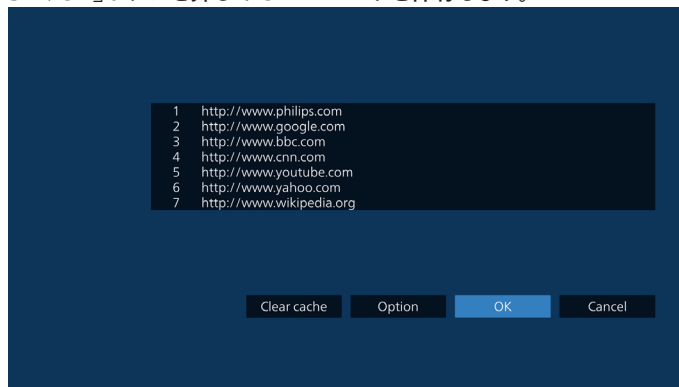 1 http://www.philips.com
2 http://www.google.com
3 http://www.bbc.com
4 http://www.cnn.com
5 http://www.youtube.com
6 http://www.yahoo.com
7 http://www.wikipedia.org
Clear cache Option OK Cancel